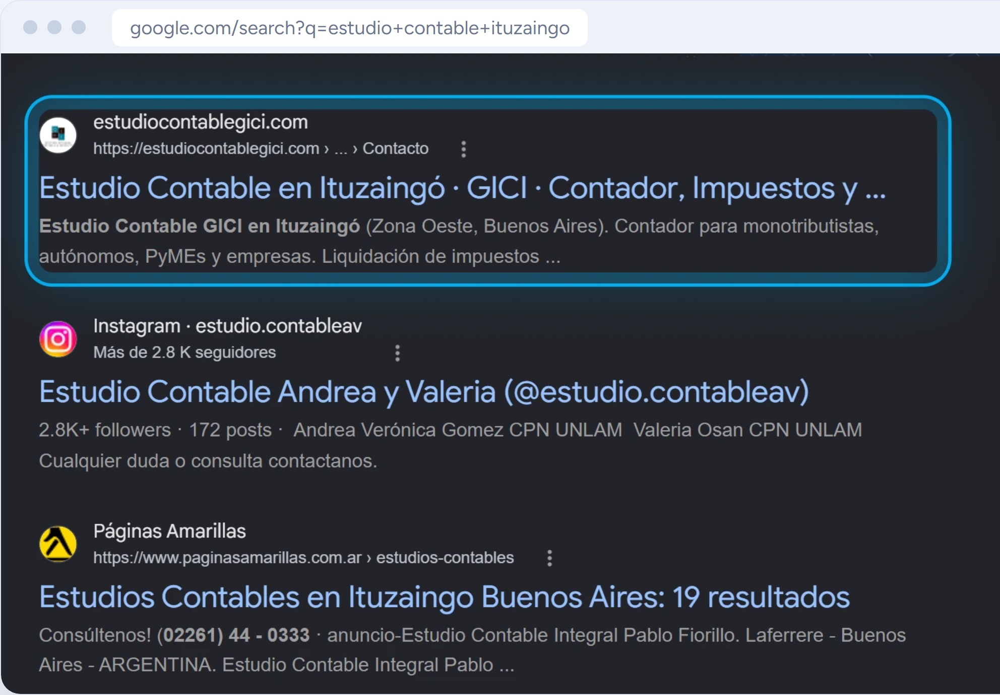 google.com/search?q=estudio+contable+ituzaingo
estudiocontablegici.com
https://estudiocontablegici.com › ... › Contacto
Estudio Contable en Ituzaingó · GICI · Contador, Impuestos y ...
Estudio Contable GICI en Ituzaingó (Zona Oeste, Buenos Aires). Contador para monotributistas,
autónomos, PyMEs y empresas. Liquidación de impuestos ...
Instagram · estudio.contableav
Más de 2.8 K seguidores
Estudio Contable Andrea y Valeria (@estudio.contableav)
2.8K+ followers · 172 posts · Andrea Verónica Gomez CPN UNLAM Valeria Osan CPN UNLAM
Cualquier duda o consulta contactanos.
Páginas Amarillas
https://www.paginasamarillas.com.ar › estudios-contables
Estudios Contables en Ituzaingo Buenos Aires: 19 resultados
Consúltenos! (02261) 44 - 0333 · anuncio-Estudio Contable Integral Pablo Fiorillo. Laferrere - Buenos
Aires - ARGENTINA. Estudio Contable Integral Pablo ...